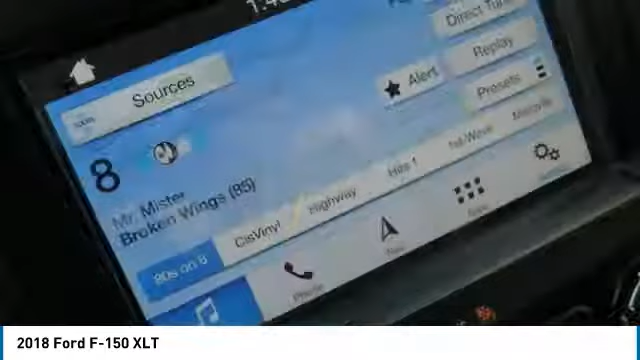 Direct Tune
Sources
Alert
Replay
Presets
8
Mr. Mister
Broken Wings (85)
80s on 8
ClsVinyl
Highway
Hits 1
Phone
2018 Ford F-150 XLT